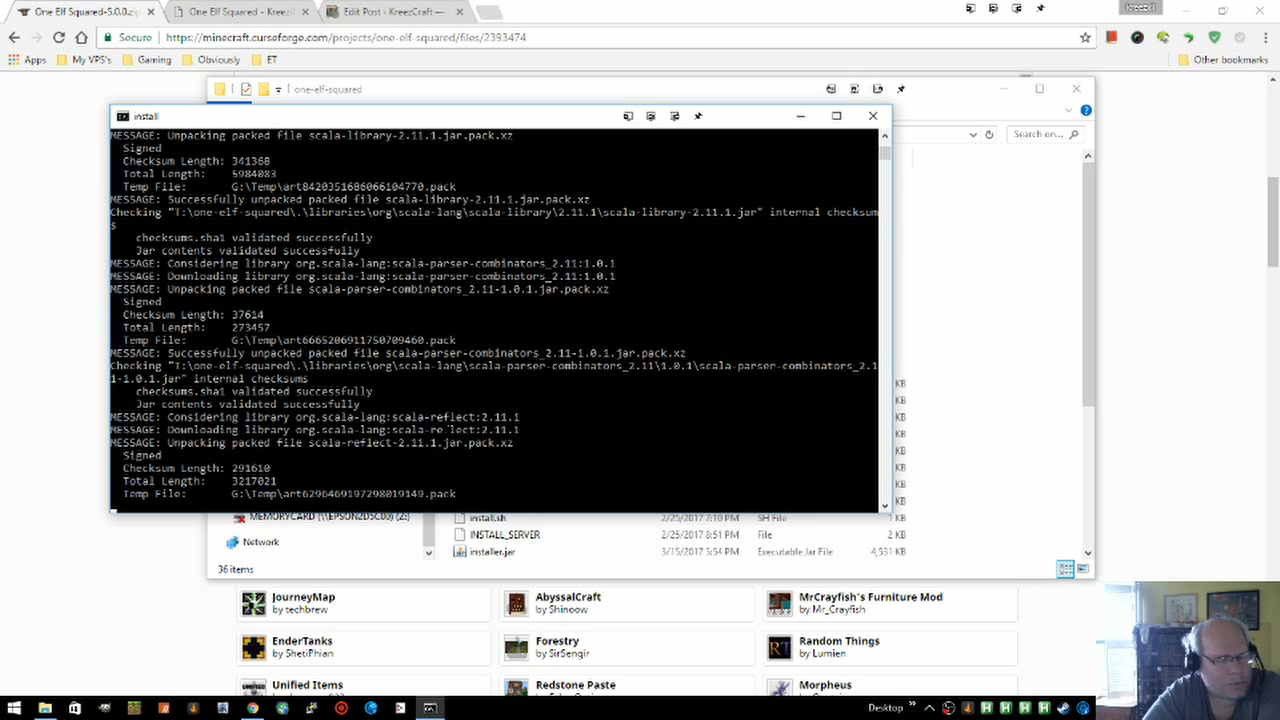 One Elf Squared-5.0.0.zi
One Elf Squared - Kreezi
Edit Post ‹ KreezCraft —
kreezxil
Secure
https://minecraft.curseforge.com/projects/one-elf-squared/files/2393474
Apps
My VPS's
Gaming
Obviously
ET
Other bookmarks
one-elf-squared
install
Search on...
MESSAGE: Unpacking packed file scala-library-2.11.1.jar.pack.xz
Signed
Checksum Length: 341368
Total Length: 5984083
Temp File: G:\Temp\art8420351686066104770.pack
MESSAGE: Successfully unpacked packed file scala-library-2.11.1.jar.pack.xz
Checking "T:\one-elf-squared\.\libraries\org\scala-lang\scala-library\2.11.1\scala-library-2.11.1.jar" internal checksum
s
checksums.sha1 validated successfully
Jar contents validated successfully
MESSAGE: Considering library org.scala-lang:scala-parser-combinators_2.11:1.0.1
MESSAGE: Downloading library org.scala-lang:scala-parser-combinators_2.11:1.0.1
MESSAGE: Unpacking packed file scala-parser-combinators_2.11-1.0.1.jar.pack.xz
Signed
Checksum Length: 37614
Total Length: 273457
Temp File: G:\Temp\art6665206911750709460.pack
MESSAGE: Successfully unpacked packed file scala-parser-combinators_2.11-1.0.1.jar.pack.xz
Checking "T:\one-elf-squared\.\libraries\org\scala-lang\scala-parser-combinators_2.11\1.0.1\scala-parser-combinators_2.1
1-1.0.1.jar" internal checksums
checksums.sha1 validated successfully
Jar contents validated successfully
MESSAGE: Considering library org.scala-lang:scala-reflect:2.11.1
MESSAGE: Downloading library org.scala-lang:scala-reflect:2.11.1
MESSAGE: Unpacking packed file scala-reflect-2.11.1.jar.pack.xz
Signed
Checksum Length: 291610
Total Length: 3217021
Temp File: G:\Temp\art6296469197298019149.pack
KB
KB
KB
KB
KB
KB
KB
KB
MEMORYCARD (\\EPSON2D5C00) (Z:)
install.sh 2/25/2017 7:10 PM SH File 1 KB
INSTALL_SERVER 2/25/2017 8:51 PM File 2 KB
Network
installer.jar 3/15/2017 5:54 PM Executable Jar File 4,531 KB
36 items
JourneyMap
by techbrew
AbyssalCraft
by Shinoow
MrCrayfish's Furniture Mod
by Mr_Crayfish
EnderTanks
by ShetiPhian
Forestry
by SirSengir
Random Things
by Lumien
Unified Items
Redstone Paste
Morpheus
Desktop